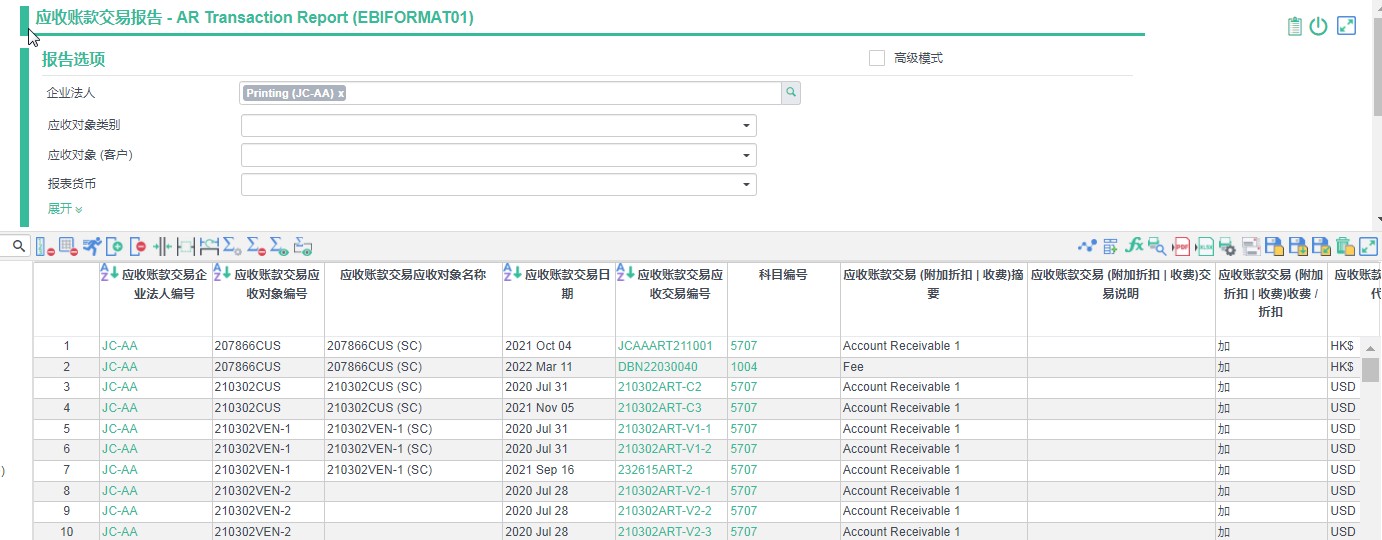 应收账款交易报告 - AR Transaction Report (EBIFORMAT01)
报告选项
高级模式
企业法人
Printing (JC-AA) x
应收对象类别
应收对象 (客户)
报表货币
展开
应收账款交易企业法人编号 应收账款交易应收对象编号 应收账款交易应收对象名称 应收账款交易日期 应收账款交易应收交易编号 科目编号 应收账款交易 (附加折扣 | 收费)摘要 应收账款交易 (附加折扣 | 收费)交易说明 应收账款交易 (附加折扣 | 收费)收费 / 折扣 应收账款
1 JC-AA 207866CUS 207866CUS (SC) 2021 Oct 04 JCAAART211001 5707 Account Receivable 1 加 HK$
2 JC-AA 207866CUS 207866CUS (SC) 2022 Mar 11 DBN22030040 1004 Fee 加 HK$
3 JC-AA 210302CUS 210302CUS (SC) 2020 Jul 31 210302ART-C2 5707 Account Receivable 1 加 USD
4 JC-AA 210302CUS 210302CUS (SC) 2021 Nov 05 210302ART-C3 5707 Account Receivable 1 加 USD
5 JC-AA 210302VEN-1 210302VEN-1 (SC) 2020 Jul 31 210302ART-V1-1 5707 Account Receivable 1 加 USD
6 JC-AA 210302VEN-1 210302VEN-1 (SC) 2020 Jul 31 210302ART-V1-2 5707 Account Receivable 1 加 USD
7 JC-AA 210302VEN-1 210302VEN-1 (SC) 2021 Sep 16 232615ART-2 5707 Account Receivable 1 加 USD
8 JC-AA 210302VEN-2 2020 Jul 28 210302ART-V2-1 5707 Account Receivable 1 加 USD
9 JC-AA 210302VEN-2 2020 Jul 28 210302ART-V2-2 5707 Account Receivable 1 加 USD
10 JC-AA 210302VEN-2 2020 Jul 28 210302ART-V2-3 5707 Account Receivable 1 加 USD